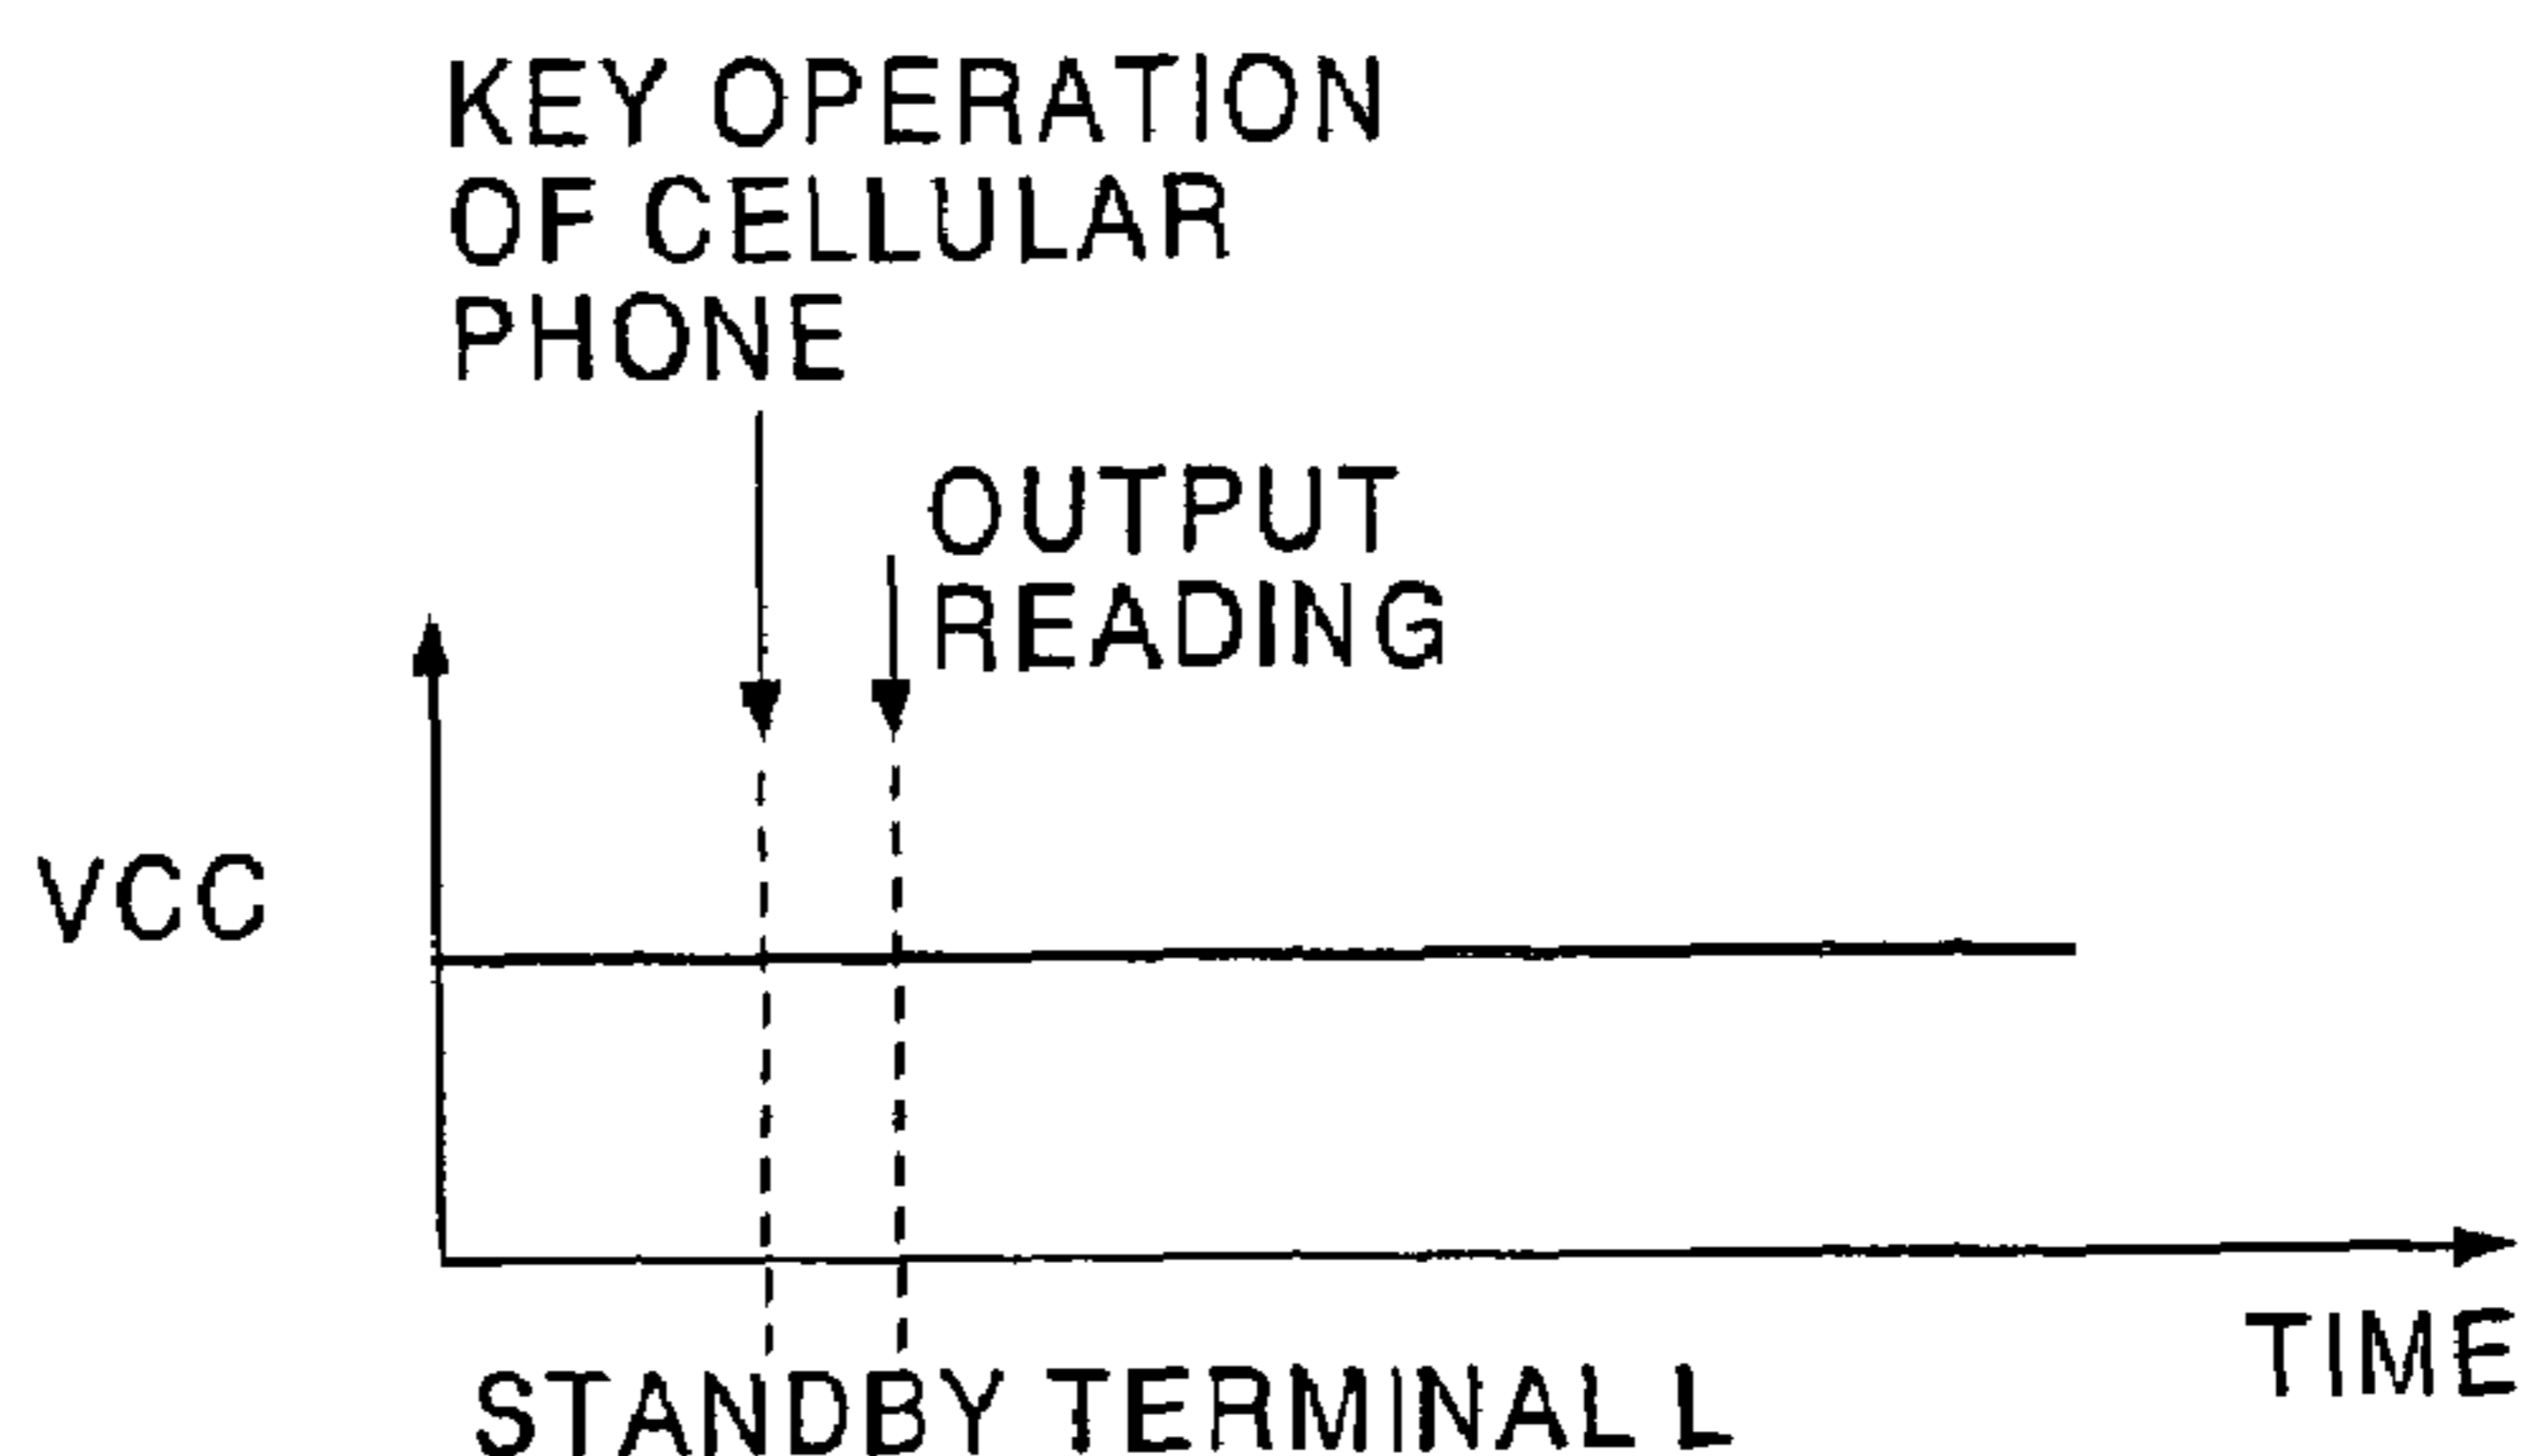 KEY OPERATION
OF CELLULAR
PHONE
OUTPUT
READING
VCC
TIME
STANDBY TERMINAL L